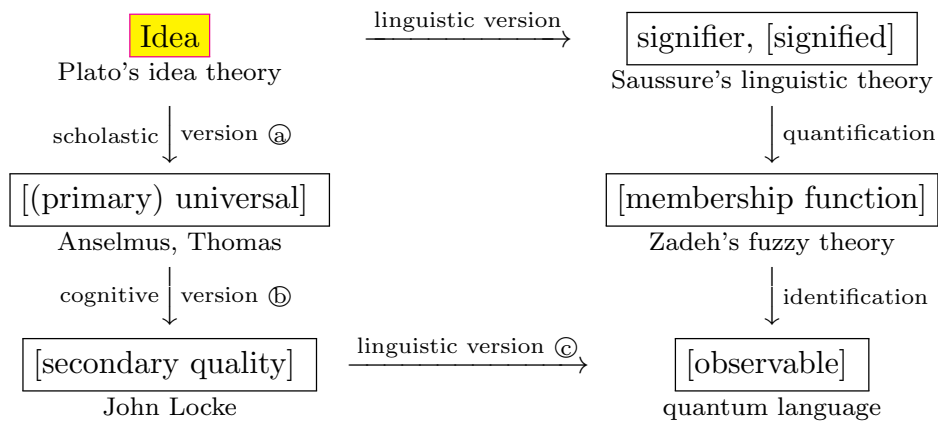 Idea linguistic version signifier, [signified]
Plato's idea theory Saussure's linguistic theory
scholastic version ⓐ quantification
[(primary) universal] [membership function]
Anselmus, Thomas Zadeh's fuzzy theory
cognitive version ⓑ identification
[secondary quality] linguistic version ⓒ [observable]
John Locke quantum language